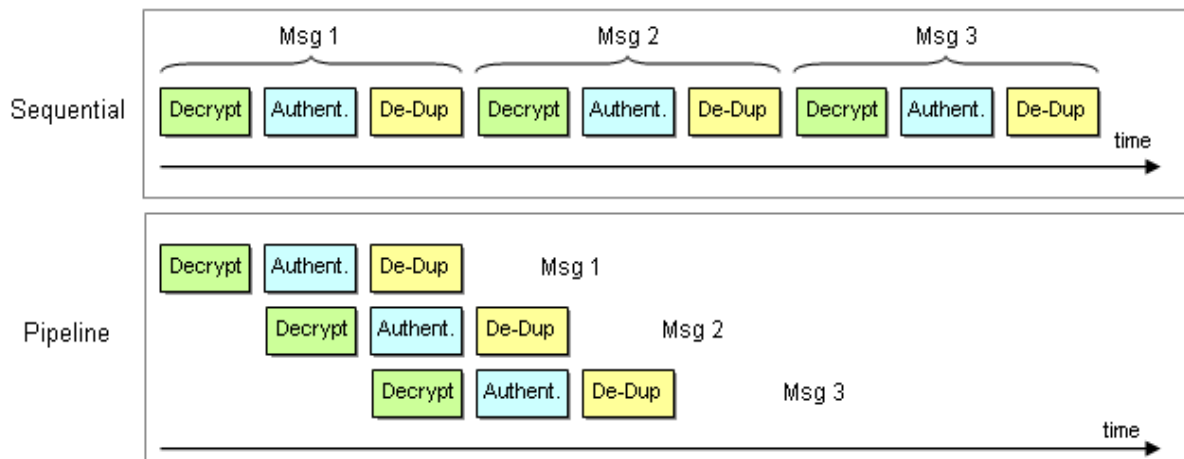 Msg 1 Msg 2 Msg 3
Sequential Decrypt Authent. De-Dup Decrypt Authent. De-Dup Decrypt Authent. De-Dup
time
Decrypt Authent. De-Dup Msg 1
Pipeline Decrypt Authent. De-Dup Msg 2
Decrypt Authent. De-Dup Msg 3
time